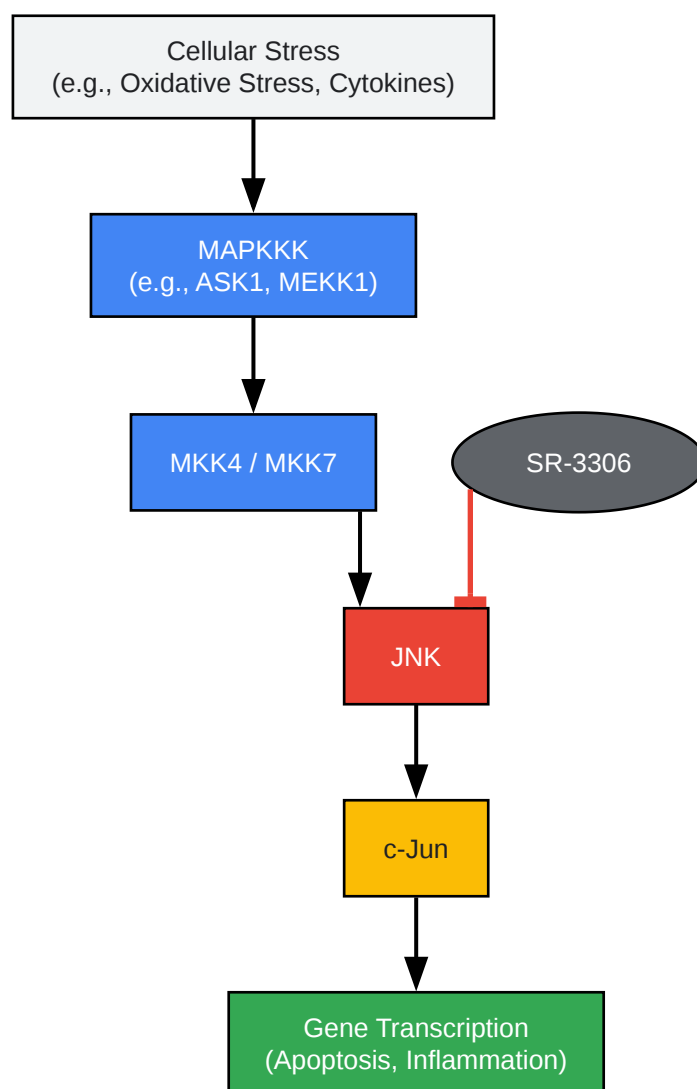 Cellular Stress
(e.g., Oxidative Stress, Cytokines)
MAPKKK
(e.g., ASK1, MEKK1)
MKK4 / MKK7
SR-3306
JNK
c-Jun
Gene Transcription
(Apoptosis, Inflammation)